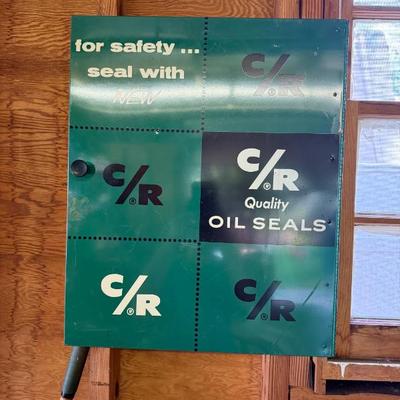 for safety ...
seal with
NEW
C/R®
C/R®
C/R®
Quality
OIL SEALS
C/R®
C/R®